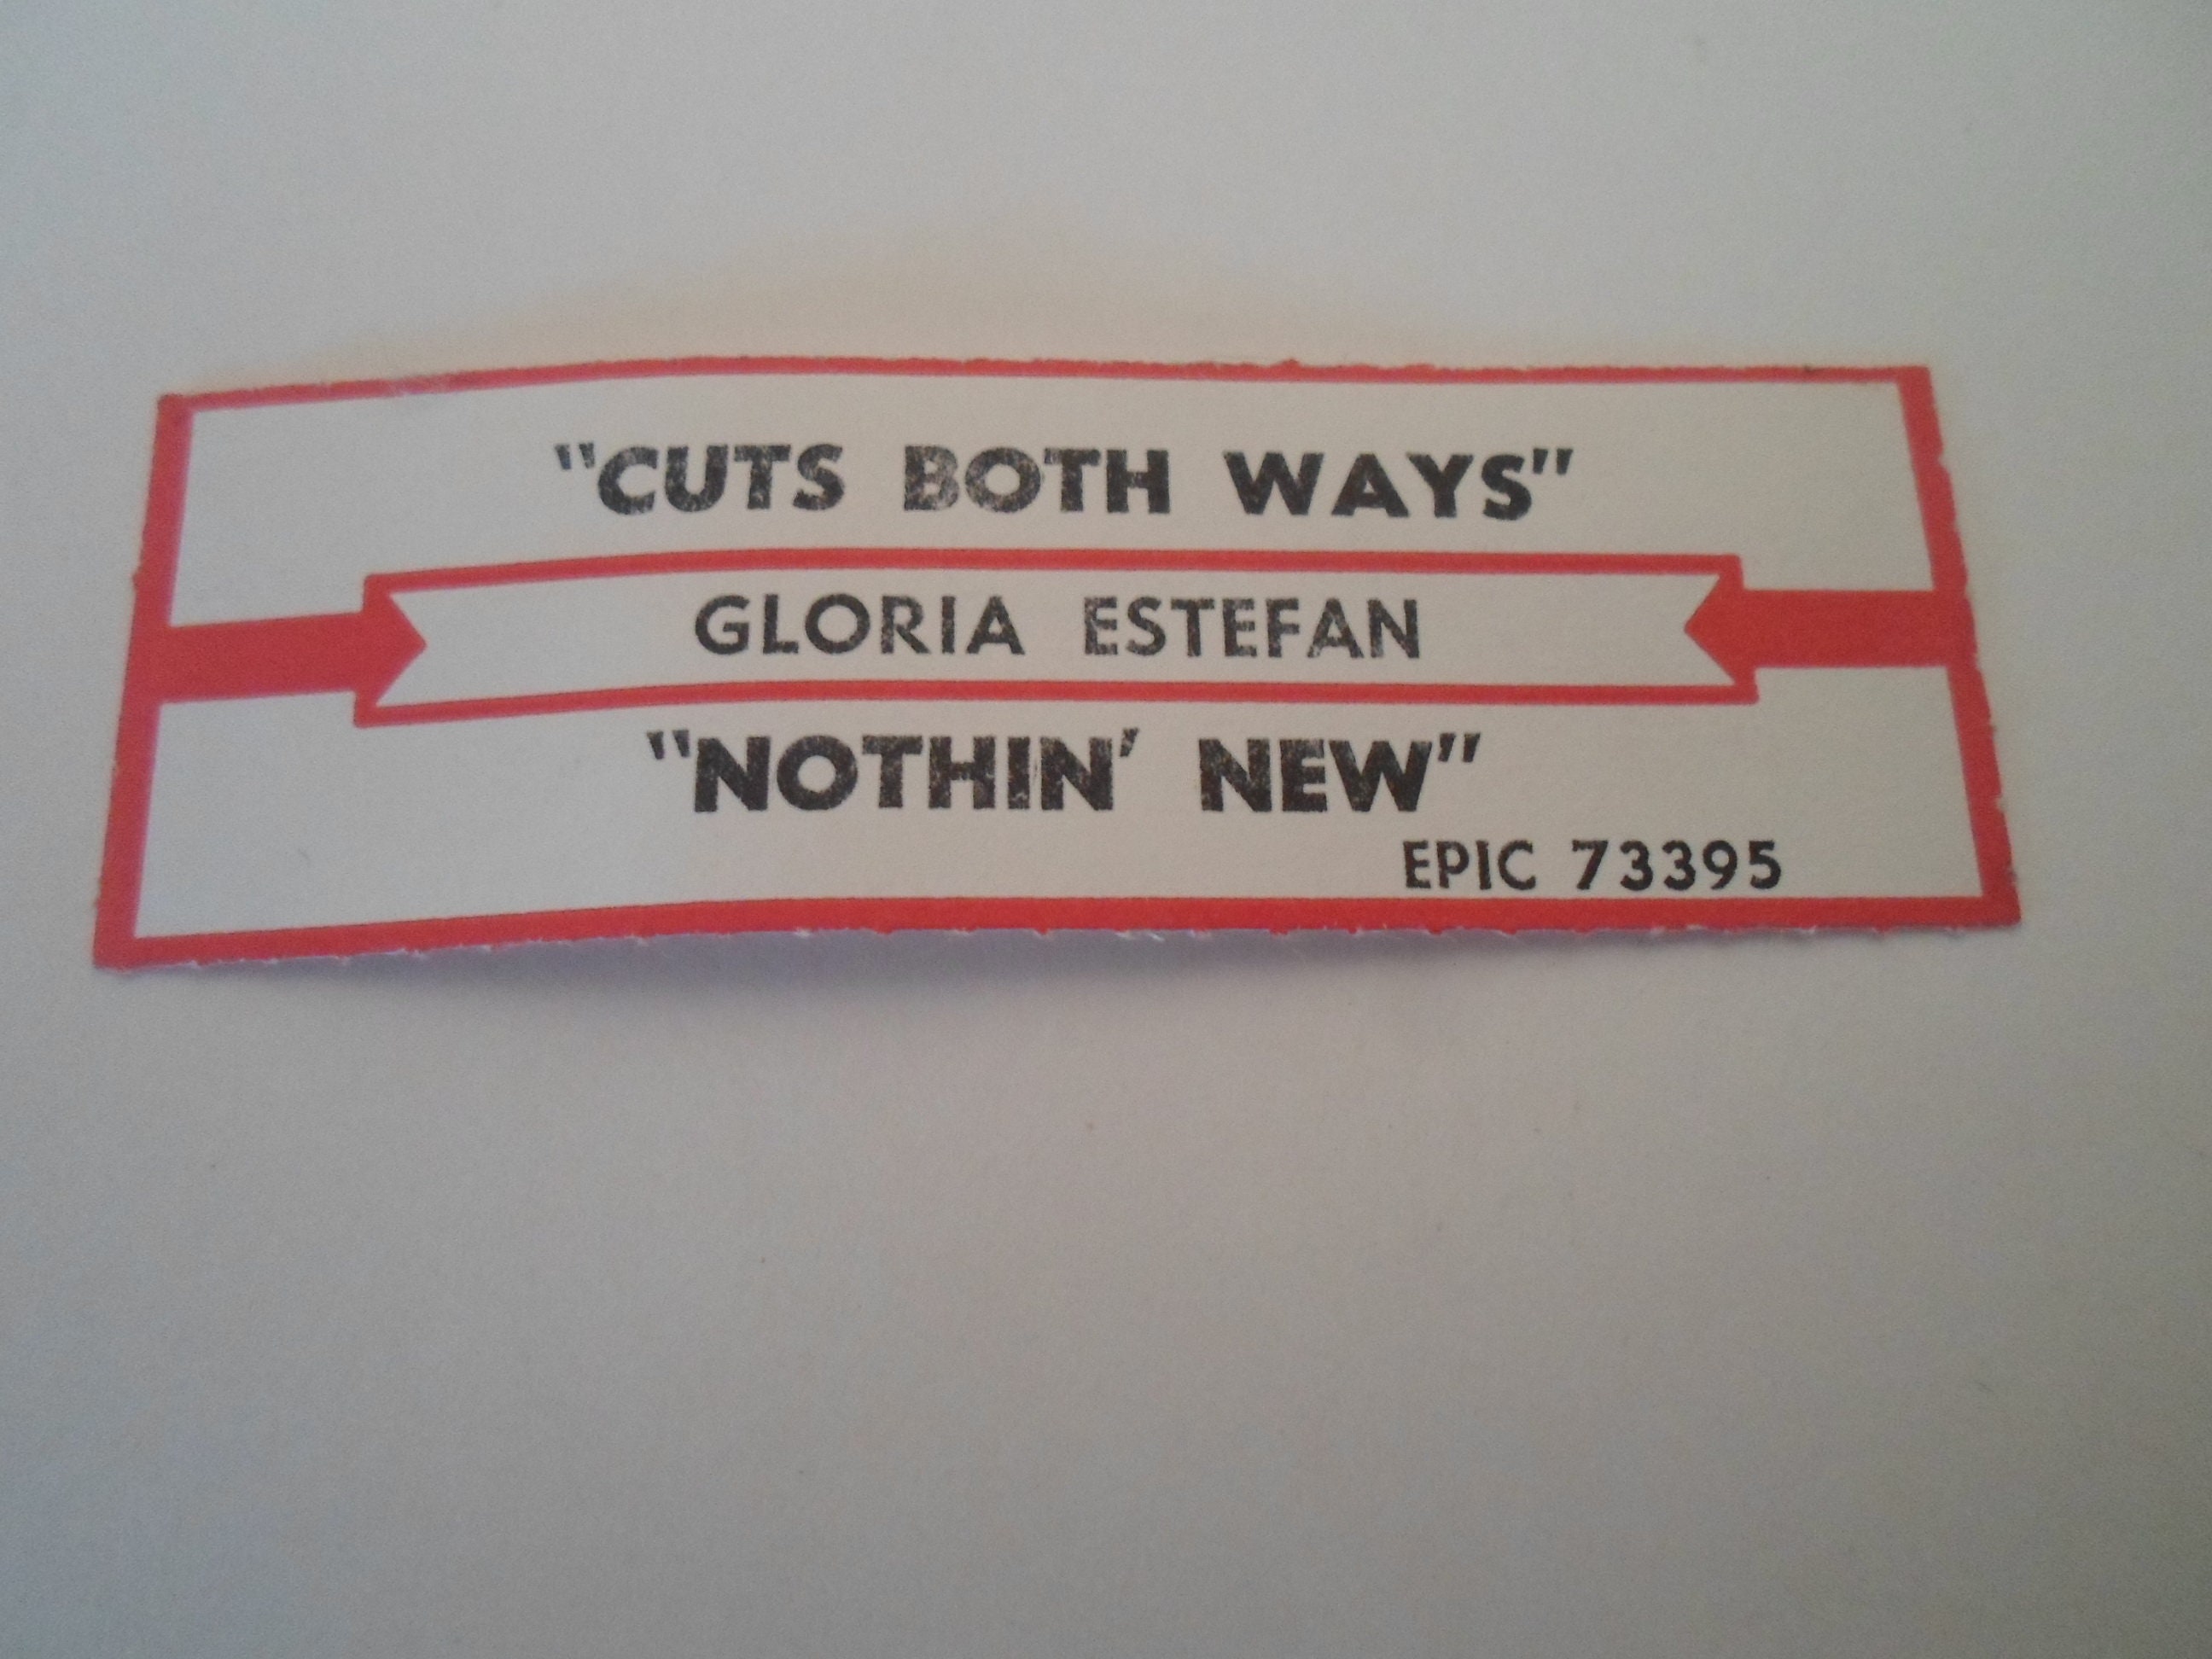 "CUTS BOTH WAYS"
GLORIA ESTEFAN
"NOTHIN' NEW"
EPIC 73395